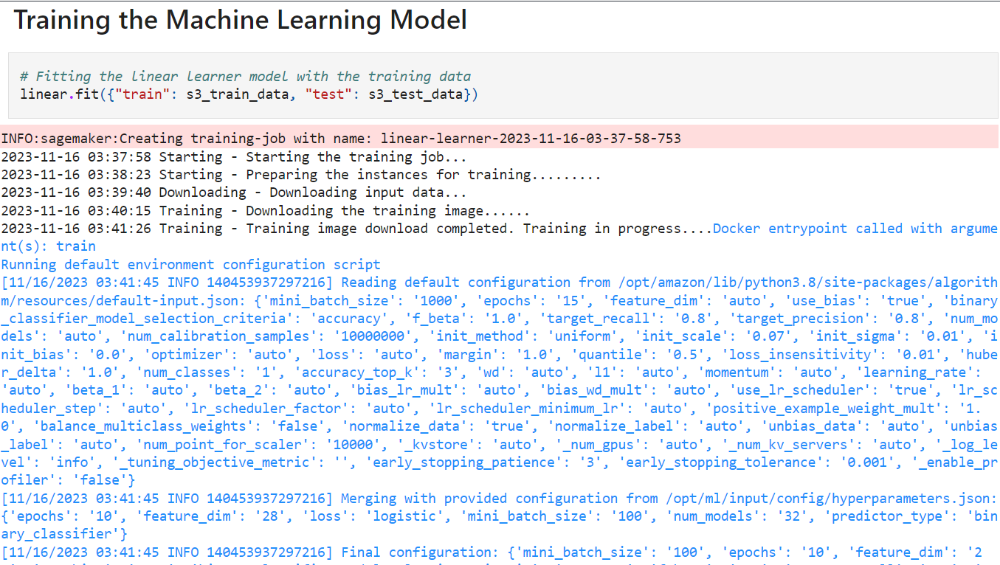 Training the Machine Learning Model
# Fitting the linear learner model with the training data
linear.fit({"train": s3_train_data, "test": s3_test_data})
INFO:sagemaker:Creating training-job with name: linear-learner-2023-11-16-03-37-58-753
2023-11-16 03:37:58 Starting - Starting the training job...
2023-11-16 03:38:23 Starting - Preparing the instances for training.........
2023-11-16 03:39:40 Downloading - Downloading input data...
2023-11-16 03:40:15 Training - Downloading the training image......
2023-11-16 03:41:26 Training - Training image download completed. Training in progress....Docker entrypoint called with argume
nt(s): train
Running default environment configuration script
[11/16/2023 03:41:45 INFO 140453937297216] Reading default configuration from /opt/amazon/lib/python3.8/site-packages/algorith
m/resources/default-input.json: {'mini_batch_size': '1000', 'epochs': '15', 'feature_dim': 'auto', 'use_bias': 'true', 'binary
_classifier_model_selection_criteria': 'accuracy', 'f_beta': '1.0', 'target_recall': '0.8', 'target_precision': '0.8', 'num_mo
dels': 'auto', 'num_calibration_samples': '10000000', 'init_method': 'uniform', 'init_scale': '0.07', 'init_sigma': '0.01', 'i
nit_bias': '0.0', 'optimizer': 'auto', 'loss': 'auto', 'margin': '1.0', 'quantile': '0.5', 'loss_insensitivity': '0.01', 'hube
r_delta': '1.0', 'num_classes': '1', 'accuracy_top_k': '3', 'wd': 'auto', 'l1': 'auto', 'momentum': 'auto', 'learning_rate':
'auto', 'beta_1': 'auto', 'beta_2': 'auto', 'bias_lr_mult': 'auto', 'bias_wd_mult': 'auto', 'use_lr_scheduler': 'true', 'lr_sc
heduler_step': 'auto', 'lr_scheduler_factor': 'auto', 'lr_scheduler_minimum_lr': 'auto', 'positive_example_weight_mult': '1.
0', 'balance_multiclass_weights': 'false', 'normalize_data': 'true', 'normalize_label': 'auto', 'unbias_data': 'auto', 'unbias
_label': 'auto', 'num_point_for_scaler': '10000', '_kvstore': 'auto', '_num_gpus': 'auto', '_num_kv_servers': 'auto', '_log_le
vel': 'info', '_tuning_objective_metric': '', 'early_stopping_patience': '3', 'early_stopping_tolerance': '0.001', '_enable_pr
ofiler': 'false'}
[11/16/2023 03:41:45 INFO 140453937297216] Merging with provided configuration from /opt/ml/input/config/hyperparameters.json:
{'epochs': '10', 'feature_dim': '28', 'loss': 'logistic', 'mini_batch_size': '100', 'num_models': '32', 'predictor_type': 'bin
ary_classifier'}
[11/16/2023 03:41:45 INFO 140453937297216] Final configuration: {'mini_batch_size': '100', 'epochs': '10', 'feature_dim': '2